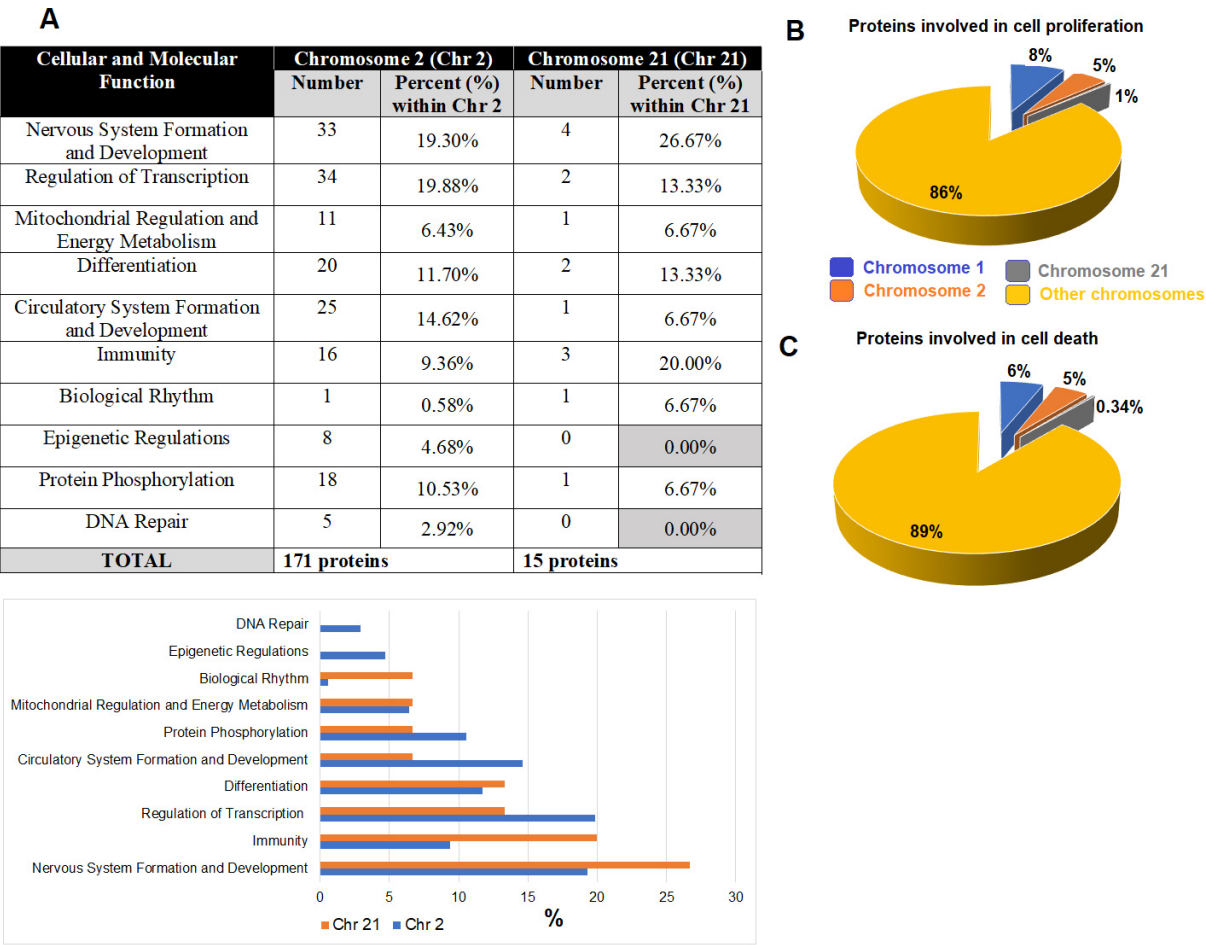 A
Cellular and Molecular
Function
Chromosome 2 (Chr 2)
Chromosome 21 (Chr 21)
Number
Percent (%)
within Chr 2
Number
Percent (%)
within Chr 21
Nervous System Formation
and Development
33
19.30%
4
26.67%
Regulation of Transcription
34
19.88%
2
13.33%
Mitochondrial Regulation and
Energy Metabolism
11
6.43%
1
6.67%
Differentiation
20
11.70%
2
13.33%
Circulatory System Formation
and Development
25
14.62%
1
6.67%
Immunity
16
9.36%
3
20.00%
Biological Rhythm
1
0.58%
1
6.67%
Epigenetic Regulations
8
4.68%
0
0.00%
Protein Phosphorylation
18
10.53%
1
6.67%
DNA Repair
5
2.92%
0
0.00%
TOTAL
171 proteins
15 proteins
DNA Repair
Epigenetic Regulations
Biological Rhythm
Mitochondrial Regulation and Energy Metabolism
Protein Phosphorylation
Circulatory System Formation and Development
Differentiation
Regulation of Transcription
Immunity
Nervous System Formation and Development
0 5 10 15 20 25 30
%
Chr 21 Chr 2
B
Proteins involved in cell proliferation
8%
5%
1%
86%
Chromosome 1
Chromosome 2
Chromosome 21
Other chromosomes
C
Proteins involved in cell death
6%
5%
0.34%
89%